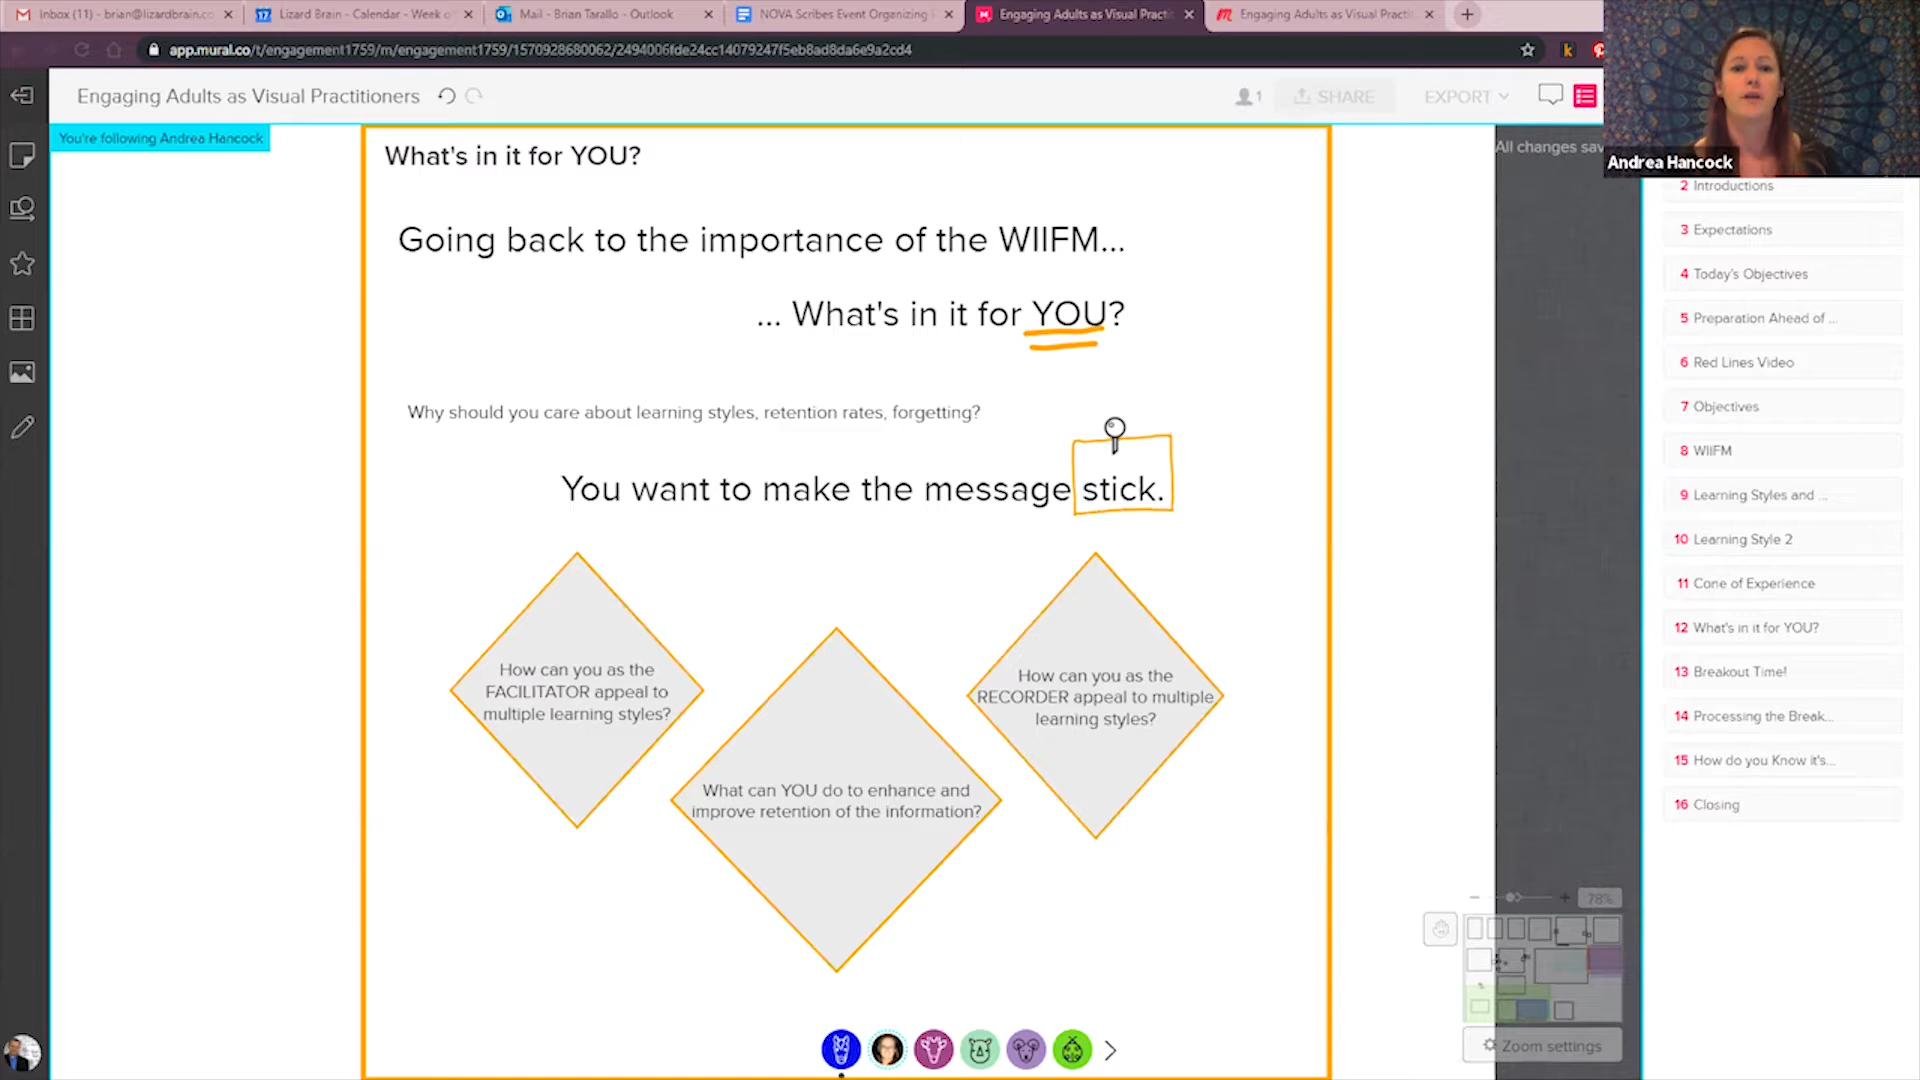 Inbox (11) - brian@lizardbrain.co
Lizard Brain - Calendar - Week o
Mail - Brian Tarallo - Outlook
NOVA Scribes Event Organizing
Engaging Adults as Visual Practi
Engaging Adults as Visual Practi
app.mural.co/t/engagement1759/m/engagement1759/1570928680062/2494006fde24cc14079247f5eb8ad8da6e9a2cd4
Engaging Adults as Visual Practitioners
1
SHARE
EXPORT
You're following Andrea Hancock
All changes sav
Andrea Hancock
What's in it for YOU?
Going back to the importance of the WIIFM...
... What's in it for YOU?
Why should you care about learning styles, retention rates, forgetting?
You want to make the message stick.
How can you as the
FACILITATOR appeal to
multiple learning styles?
What can YOU do to enhance and
improve retention of the information?
How can you as the
RECORDER appeal to multiple
learning styles?
2 Introductions
3 Expectations
4 Today's Objectives
5 Preparation Ahead of ...
6 Red Lines Video
7 Objectives
8 WIIFM
9 Learning Styles and ...
10 Learning Style 2
11 Cone of Experience
12 What's in it for YOU?
13 Breakout Time!
14 Processing the Break...
15 How do you Know it's...
16 Closing
78%
Zoom settings